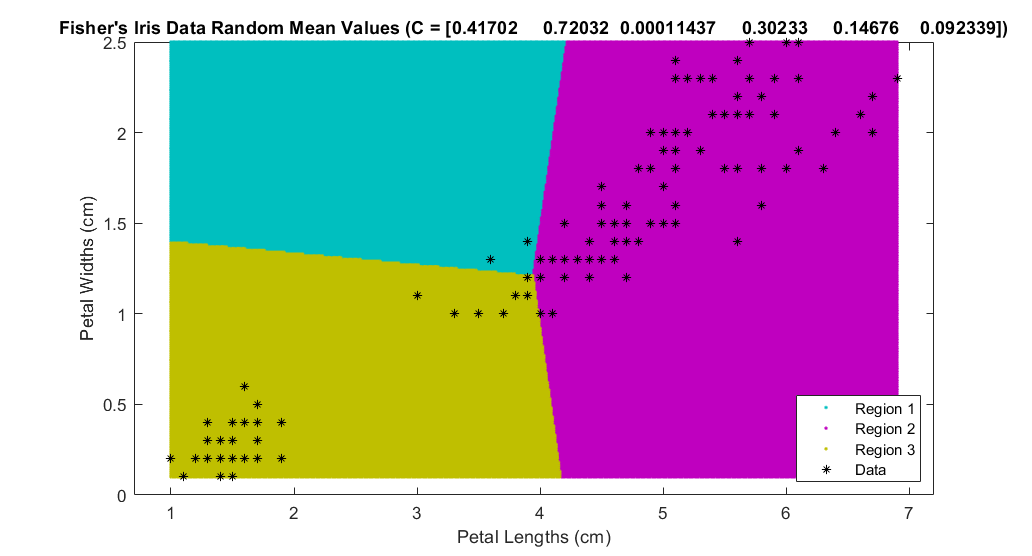 Fisher's Iris Data Random Mean Values (C = [0.41702 0.72032 0.00011437 0.30233 0.14676 0.092339])
2.5
2
1.5
1
0.5
0
Petal Widths (cm)
Region 1
Region 2
Region 3
Data
1 2 3 4 5 6 7
Petal Lengths (cm)